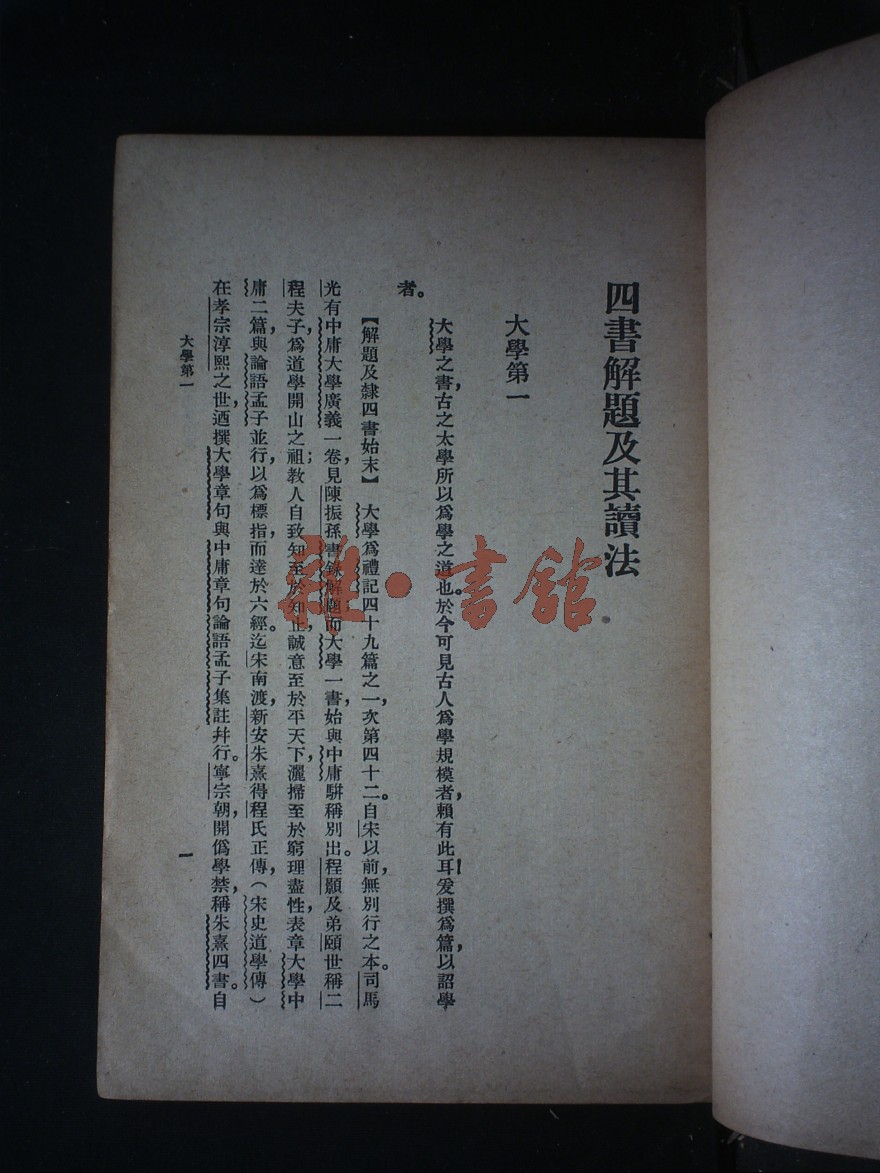 四書解題及其讀法
大學第一
大學之書，古之太學所以爲學之道也。於今可見古人爲學規模者，賴有此耳！爰撰爲篇，以詔學
者。
【解題及隸四書始末】　大學爲禮記四十九篇之一，次第四十二。自宋以前，無別行之本。司馬
光有中庸大學廣義一卷，見陳振孫書錄解題；而大學一書，始與中庸駢稱別出。程顥及弟頤世稱二
程夫子，爲道學開山之祖；教人自致知至於知止，誠意至於平天下，灑掃至於窮理盡性，表章大學中
庸二篇，與論語孟子並行，以爲標指，而達於六經。迄宋南渡，新安朱熹得程氏正傳，（宋史道學傳）
在孝宗淳熙之世，迺撰大學章句，與中庸章句論語孟子集註幷行。寧宗朝，開僞學禁，稱朱熹四書。自
大學第一
一
雜·書館